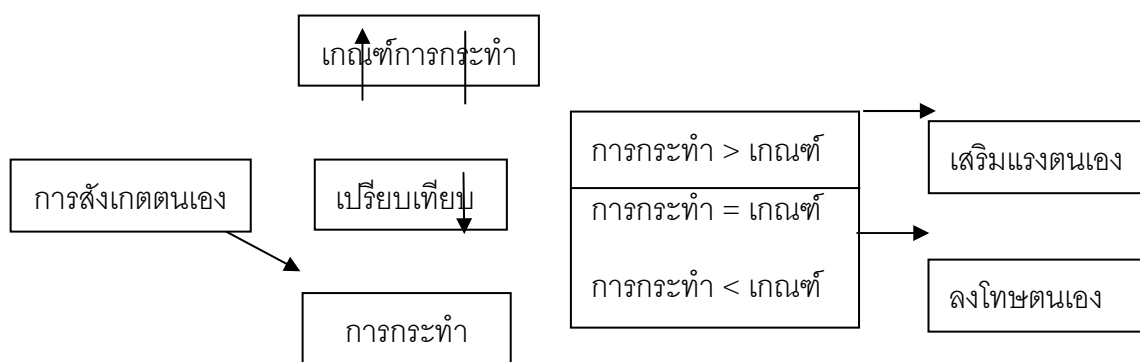 เกณฑ์การกระทำ
การสังเกตตนเอง
เปรียบเทียบ
การกระทำ
การกระทำ > เกณฑ์
การกระทำ = เกณฑ์
การกระทำ < เกณฑ์
เสริมแรงตนเอง
ลงโทษตนเอง